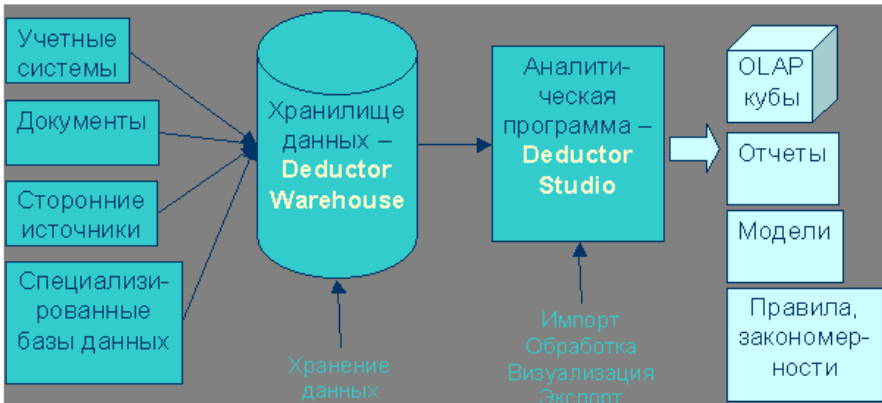 Учетные
системы
Документы
Сторонние
источники
Специализи-
рованные
базы данных
Хранилище
данных –
Deductor
Warehouse
Хранение
данных
Аналити-
ческая
программа –
Deductor
Studio
Импорт
Обработка
Визуализация
Экспорт
OLAP
кубы
Отчеты
Модели
Правила,
закономер-
ности